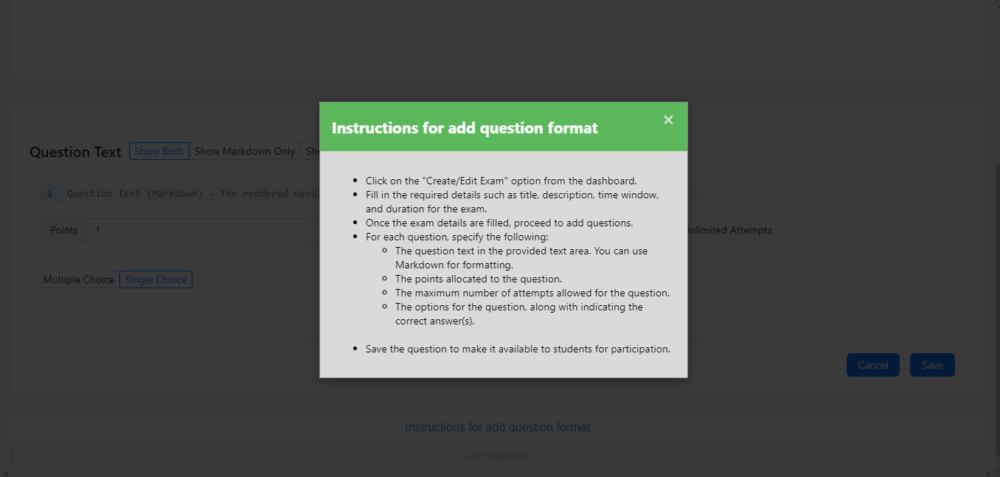 Instructions for add question format
×
Question Text Show Both Show Markdown Only
1 Question Text (Markdown) - The rendered
Points 1
Unlimited Attempts
Multiple Choice Single Choice
• Click on the "Create/Edit Exam" option from the dashboard.
• Fill in the required details such as title, description, time window,
and duration for the exam.
• Once the exam details are filled, proceed to add questions.
• For each question, specify the following:
The question text in the provided text area. You can use
Markdown for formatting.
The points allocated to the question.
The maximum number of attempts allowed for the question.
The options for the question, along with indicating the
correct answer(s).
• Save the question to make it available to students for participation.
Cancel Save
Instructions for add question format
Add Question